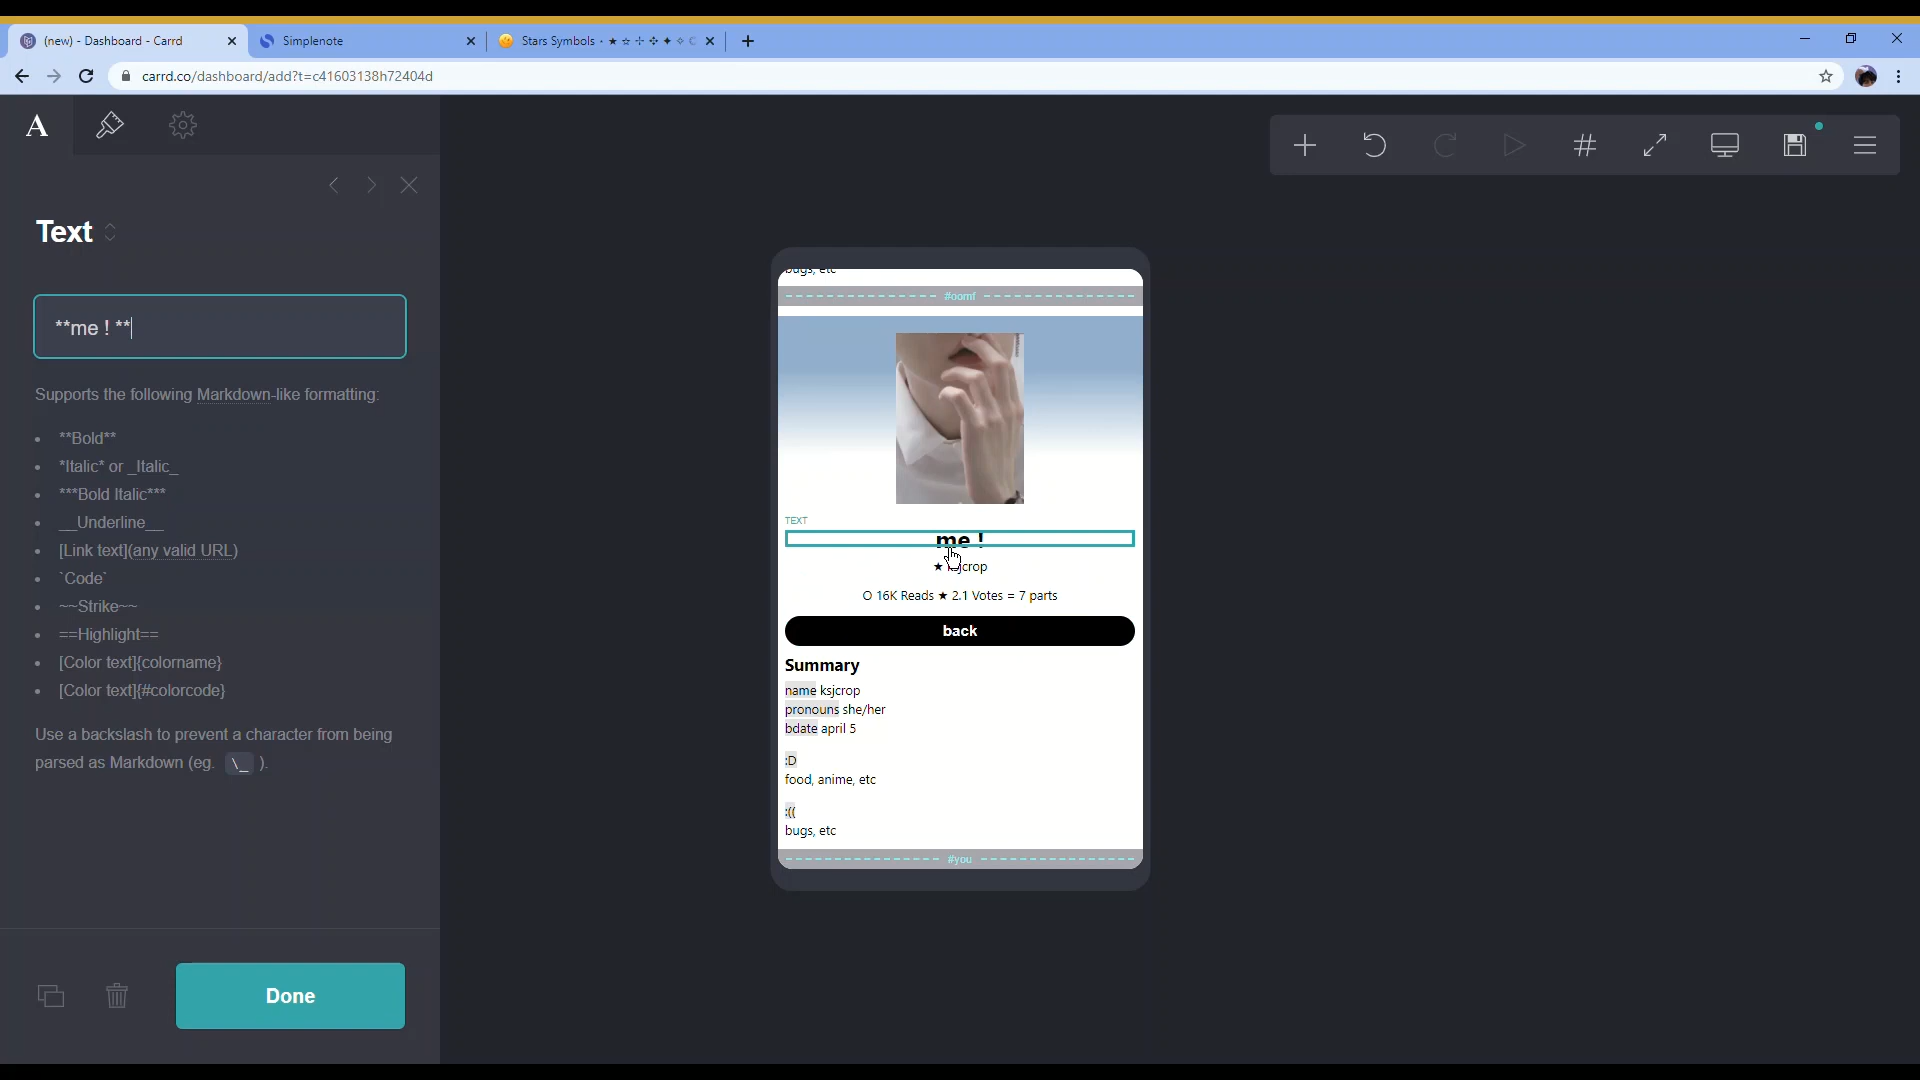 (new) - Dashboard - Carrd
Simplenote
Stars Symbols · ★ ☆ ⊹ ✣ ✦ ✧ ☾
carrd.co/dashboard/add?t=c41603138h72404d
A
Text
**me ! **
Supports the following Markdown-like formatting:
• **Bold**
• *Italic* or _Italic_
• ***Bold Italic***
• __Underline__
• [Link text](any valid URL)
• `Code`
• ~~Strike~~
• ==Highlight==
• [Color text]{colorname}
• [Color text]{#colorcode}
Use a backslash to prevent a character from being
parsed as Markdown (eg. \_ ).
Done
bugs, etc
#oomf
TEXT
me !
★ ksjcrop
O 16K Reads ★ 2.1 Votes = 7 parts
back
Summary
name ksjcrop
pronouns she/her
bdate april 5
:D
food, anime, etc
:((
bugs, etc
#you